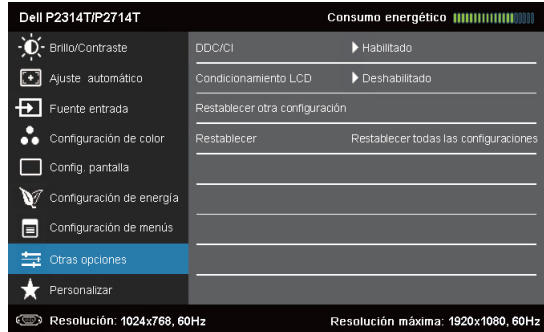 Dell P2314T/P2714T Consumo energético
Brillo/Contraste DDC/CI Habilitado
Ajuste automático Condicionamiento LCD Deshabilitado
Fuente entrada Restablecer otra configuración
Configuración de color Restablecer Restablecer todas las configuraciones
Config. pantalla
Configuración de energía
Configuración de menús
Otras opciones
Personalizar
Resolución: 1024x768, 60Hz Resolución máxima: 1920x1080, 60Hz